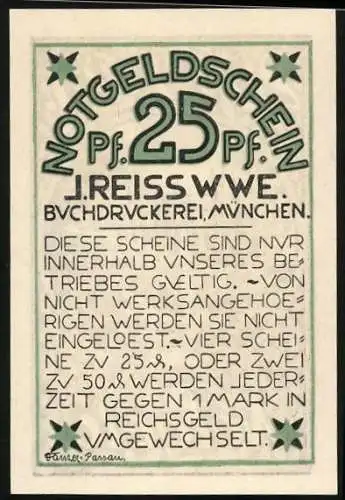 NOTGELDSCHEIN
Pf. 25 Pf.
J. REISS WWE.
BVCHDRVCKEREI, MÜNCHEN.
DIESE SCHEINE SIND NVR
INNERHALB VNSERES BE-
TRIEBES GVELTIG. ~ VON
NICHT WERKSANGEHOE-
RIGEN WERDEN SIE NICHT
EINGELOEST. ~ VIER SCHEI-
NE ZV 25 ₰, ODER ZWEI
ZV 50 ₰ WERDEN JEDER-
ZEIT GEGEN 1 MARK IN
REICHSGELD
VMGEWECHSELT.
Passau.